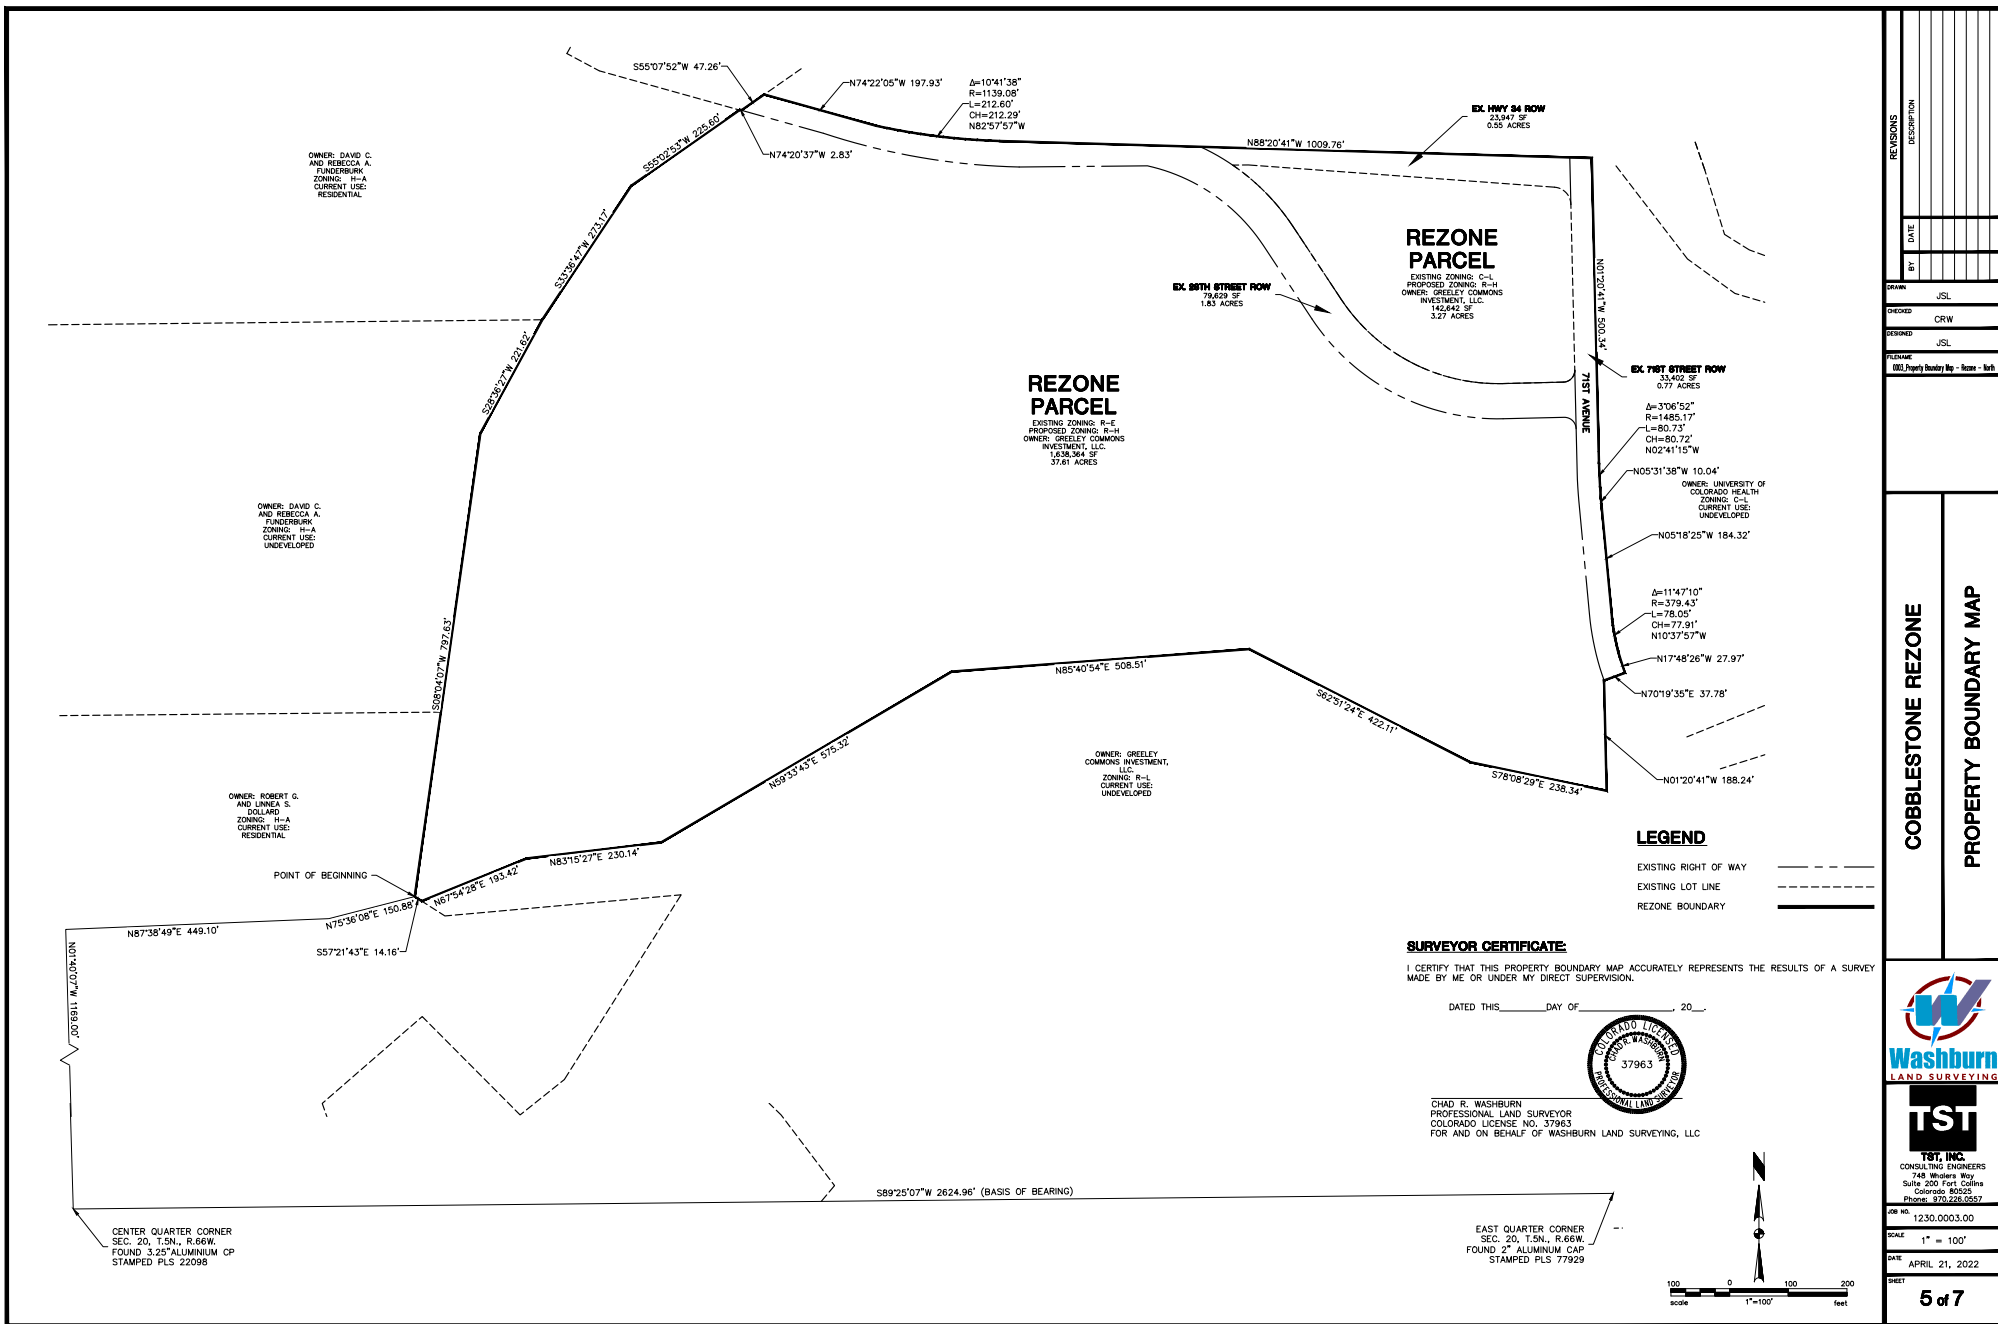 S55°07'52"W 47.26'
N74°22'05"W 197.93'
Δ=10°41'38"
R=1139.08'
L=212.60'
CH=212.29'
N82°57'57"W
EX. HWY 34 ROW
23,947 SF
0.55 ACRES
N88°20'41"W 1009.76'
S55°02'53"W 225.60'
N74°20'37"W 2.83'
OWNER: DAVID C.
AND REBECCA A.
FUNDERBURK
ZONING: H-A
CURRENT USE:
RESIDENTIAL
S33°36'47"W 273.17'
REZONE
PARCEL
EXISTING ZONING: C-L
PROPOSED ZONING: R-H
OWNER: GREELEY COMMONS
INVESTMENT, LLC.
142,642 SF
3.27 ACRES
EX. 28TH STREET ROW
79,629 SF
1.83 ACRES
N01°20'41"W 500.34'
71ST AVENUE
EX. 71ST STREET ROW
33,402 SF
0.77 ACRES
S28°36'27"W 221.62'
REZONE
PARCEL
EXISTING ZONING: R-E
PROPOSED ZONING: R-H
OWNER: GREELEY COMMONS
INVESTMENT, LLC.
1,638,364 SF
37.61 ACRES
Δ=3°06'52"
R=1485.17'
L=80.73'
CH=80.72'
N02°41'15"W
N05°31'38"W 10.04'
OWNER: UNIVERSITY OF
COLORADO HEALTH
ZONING: C-L
CURRENT USE:
UNDEVELOPED
N05°18'25"W 184.32'
OWNER: DAVID C.
AND REBECCA A.
FUNDERBURK
ZONING: H-A
CURRENT USE:
UNDEVELOPED
Δ=11°47'10"
R=379.43'
L=78.05'
CH=77.91'
N10°37'57"W
N17°48'26"W 27.97'
N70°19'35"E 37.78'
S08°04'07"W 797.63'
N85°40'54"E 508.51'
S62°51'24"E 422.11'
N59°33'43"E 575.32'
OWNER: GREELEY
COMMONS INVESTMENT,
LLC.
ZONING: R-L
CURRENT USE:
UNDEVELOPED
S78°08'29"E 238.34'
N01°20'41"W 188.24'
OWNER: ROBERT G.
AND LINNEA S.
DOLLARD
ZONING: H-A
CURRENT USE:
RESIDENTIAL
N83°15'27"E 230.14'
N67°54'28"E 193.42'
POINT OF BEGINNING
N75°36'08"E 150.88'
N87°38'49"E 449.10'
S57°21'43"E 14.16'
N01°40'07"W 1169.00'
LEGEND
EXISTING RIGHT OF WAY
EXISTING LOT LINE
REZONE BOUNDARY
SURVEYOR CERTIFICATE:
I CERTIFY THAT THIS PROPERTY BOUNDARY MAP ACCURATELY REPRESENTS THE RESULTS OF A SURVEY
MADE BY ME OR UNDER MY DIRECT SUPERVISION.
DATED THIS________DAY OF________________, 20__.
COLORADO LICENSED
CHAD R. WASHBURN
37963
PROFESSIONAL LAND SURVEYOR
CHAD R. WASHBURN
PROFESSIONAL LAND SURVEYOR
COLORADO LICENSE NO. 37963
FOR AND ON BEHALF OF WASHBURN LAND SURVEYING, LLC
S89°25'07"W 2624.96' (BASIS OF BEARING)
CENTER QUARTER CORNER
SEC. 20, T.5N., R.66W.
FOUND 3.25"ALUMINIUM CP
STAMPED PLS 22098
EAST QUARTER CORNER
SEC. 20, T.5N., R.66W.
FOUND 2" ALUMINUM CAP
STAMPED PLS 77929
N
100 0 100 200
scale 1"=100' feet
REVISIONS
DESCRIPTION
DATE
BY
DRAWN
JSL
CHECKED
CRW
DESIGNED
JSL
FILENAME
0003_Property Boundary Map - Rezone - North
COBBLESTONE REZONE
PROPERTY BOUNDARY MAP
W
Washburn
LAND SURVEYING
TST
TST, INC.
CONSULTING ENGINEERS
748 Whalers Way
Suite 200 Fort Collins
Colorado 80525
Phone: 970.226.0557
JOB NO.
1230.0003.00
SCALE
1" = 100'
DATE
APRIL 21, 2022
SHEET
5 of 7